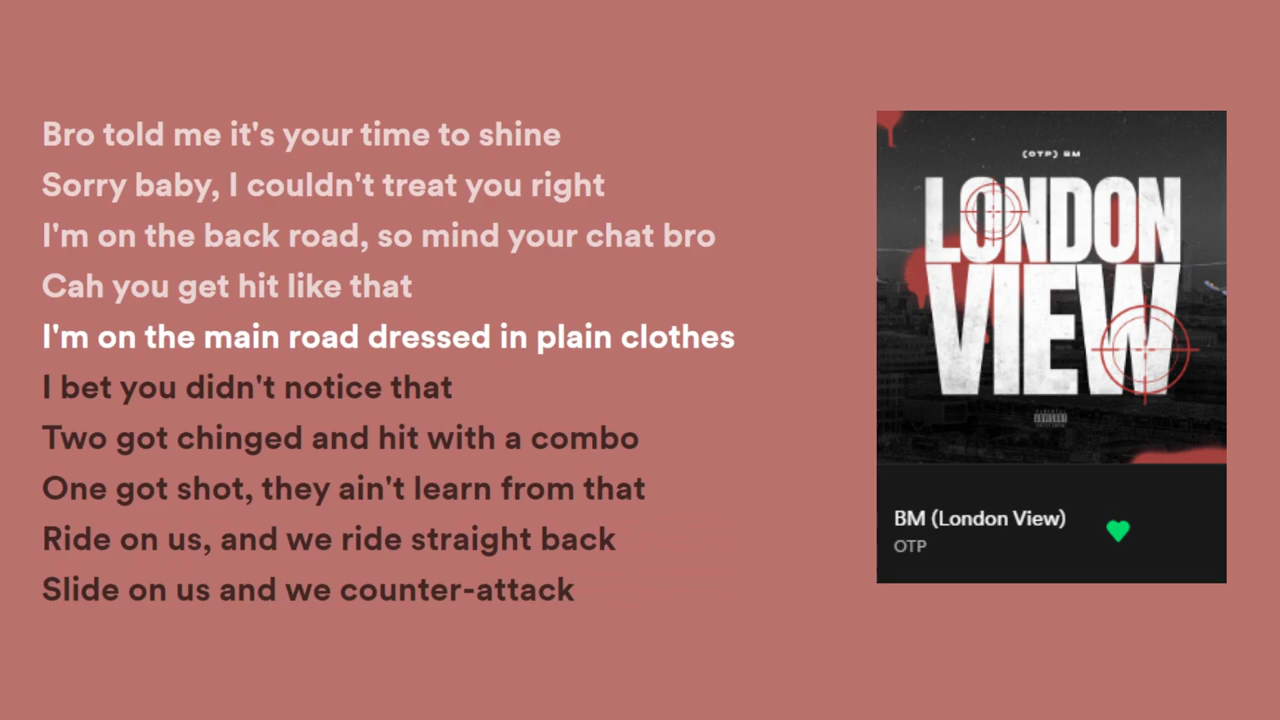 Bro told me it's your time to shine
Sorry baby, I couldn't treat you right
I'm on the back road, so mind your chat bro
Cah you get hit like that
I'm on the main road dressed in plain clothes
I bet you didn't notice that
Two got chinged and hit with a combo
One got shot, they ain't learn from that
Ride on us, and we ride straight back
Slide on us and we counter-attack
(OTP) BM
LONDON
VIEW
BM (London View)
OTP